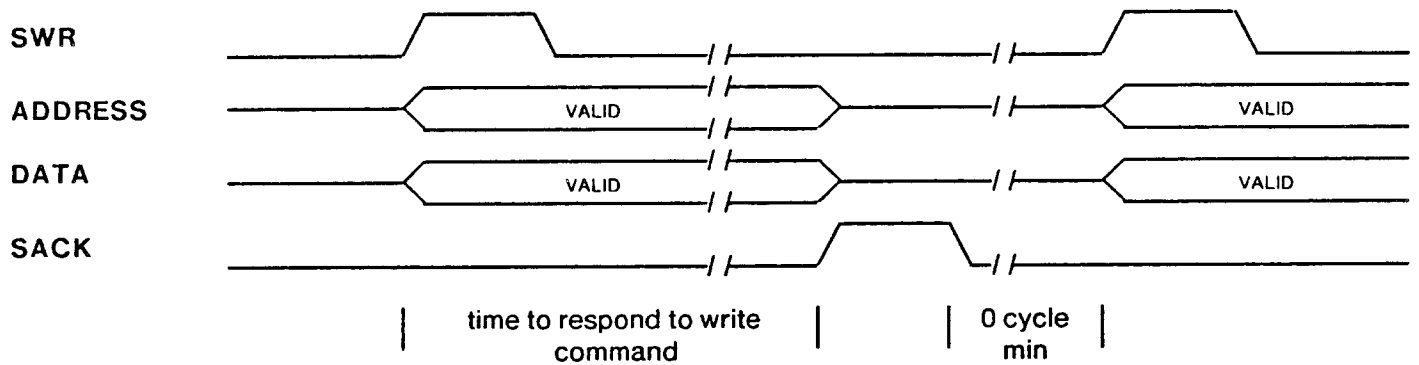 SWR
ADDRESS
VALID
VALID
DATA
VALID
VALID
SACK
time to respond to write
command
0 cycle
min